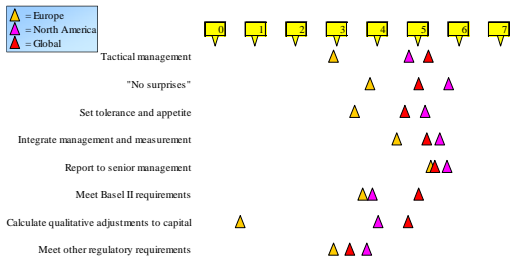 = Europe
= North America
= Global
0 1 2 3 4 5 6 7
Tactical management
"No surprises"
Set tolerance and appetite
Integrate management and measurement
Report to senior management
Meet Basel II requirements
Calculate qualitative adjustments to capital
Meet other regulatory requirements